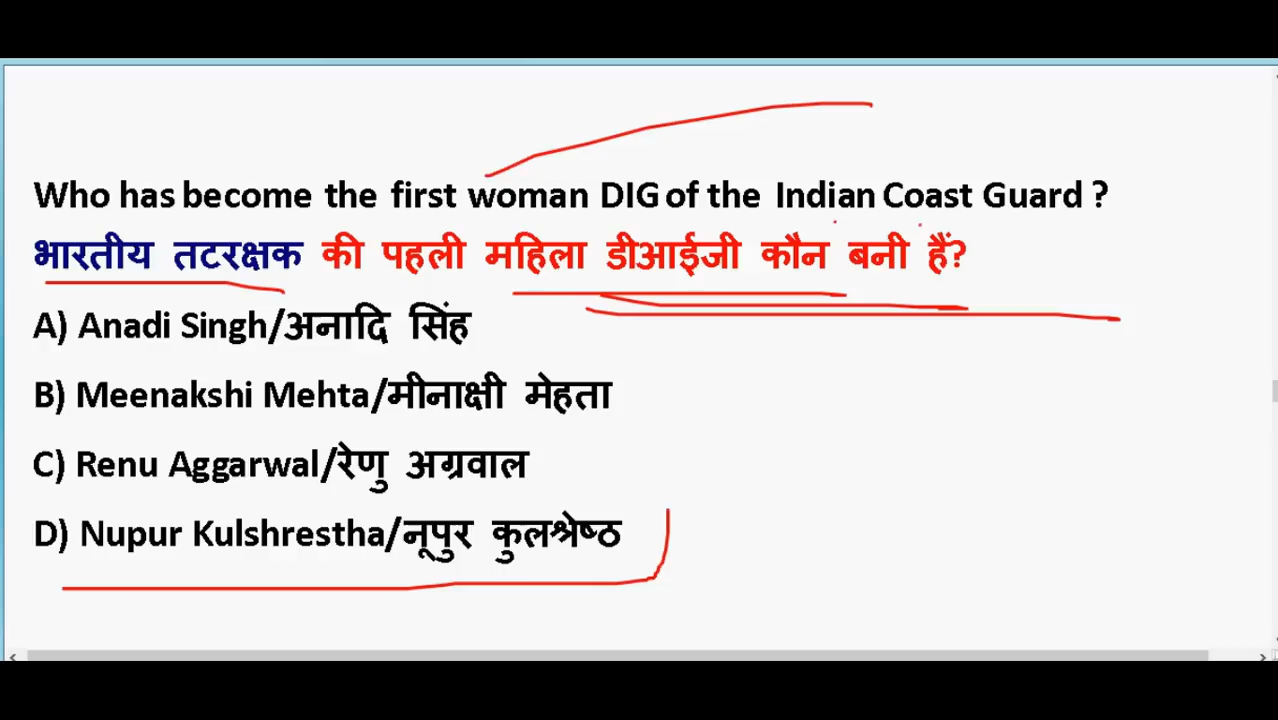 Who has become the first woman DIG of the Indian Coast Guard ?
भारतीय तटरक्षक की पहली महिला डीआईजी कौन बनी हैं?
A) Anadi Singh/अनादि सिंह
B) Meenakshi Mehta/मीनाक्षी मेहता
C) Renu Aggarwal/रेणु अग्रवाल
D) Nupur Kulshrestha/नूपुर कुलश्रेष्ठ